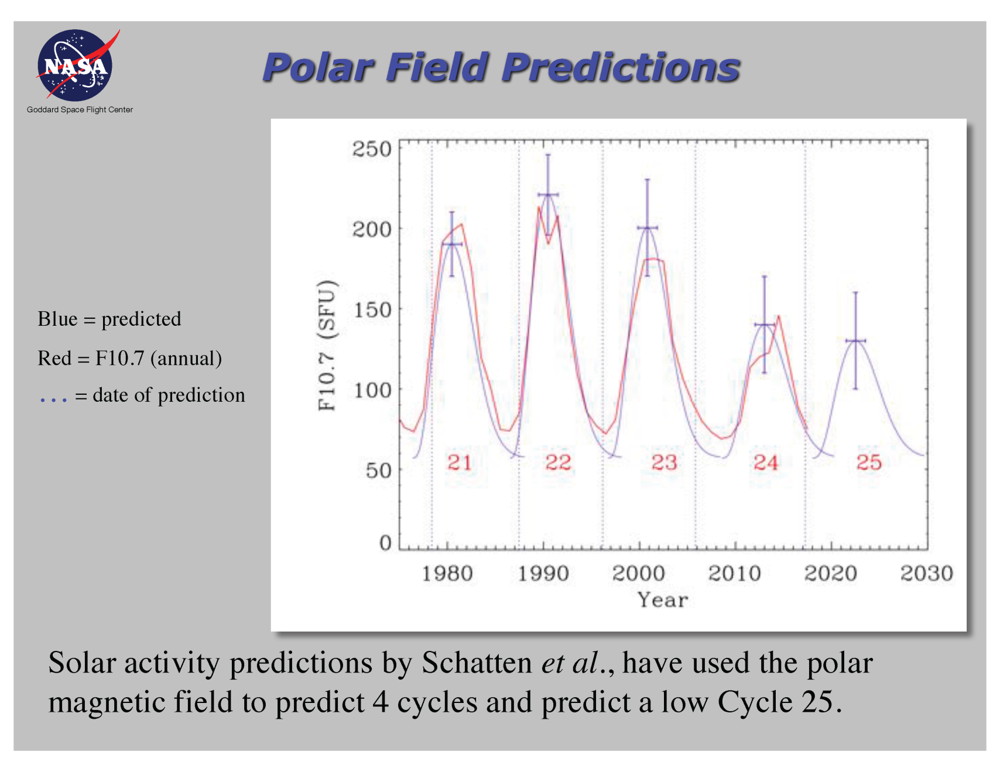 NASA
Goddard Space Flight Center
Polar Field Predictions
Blue = predicted
Red = F10.7 (annual)
... = date of prediction
250
200
150
100
50
0
F10.7 (SFU)
21 22 23 24 25
1980 1990 2000 2010 2020 2030
Year
Solar activity predictions by Schatten et al., have used the polar
magnetic field to predict 4 cycles and predict a low Cycle 25.